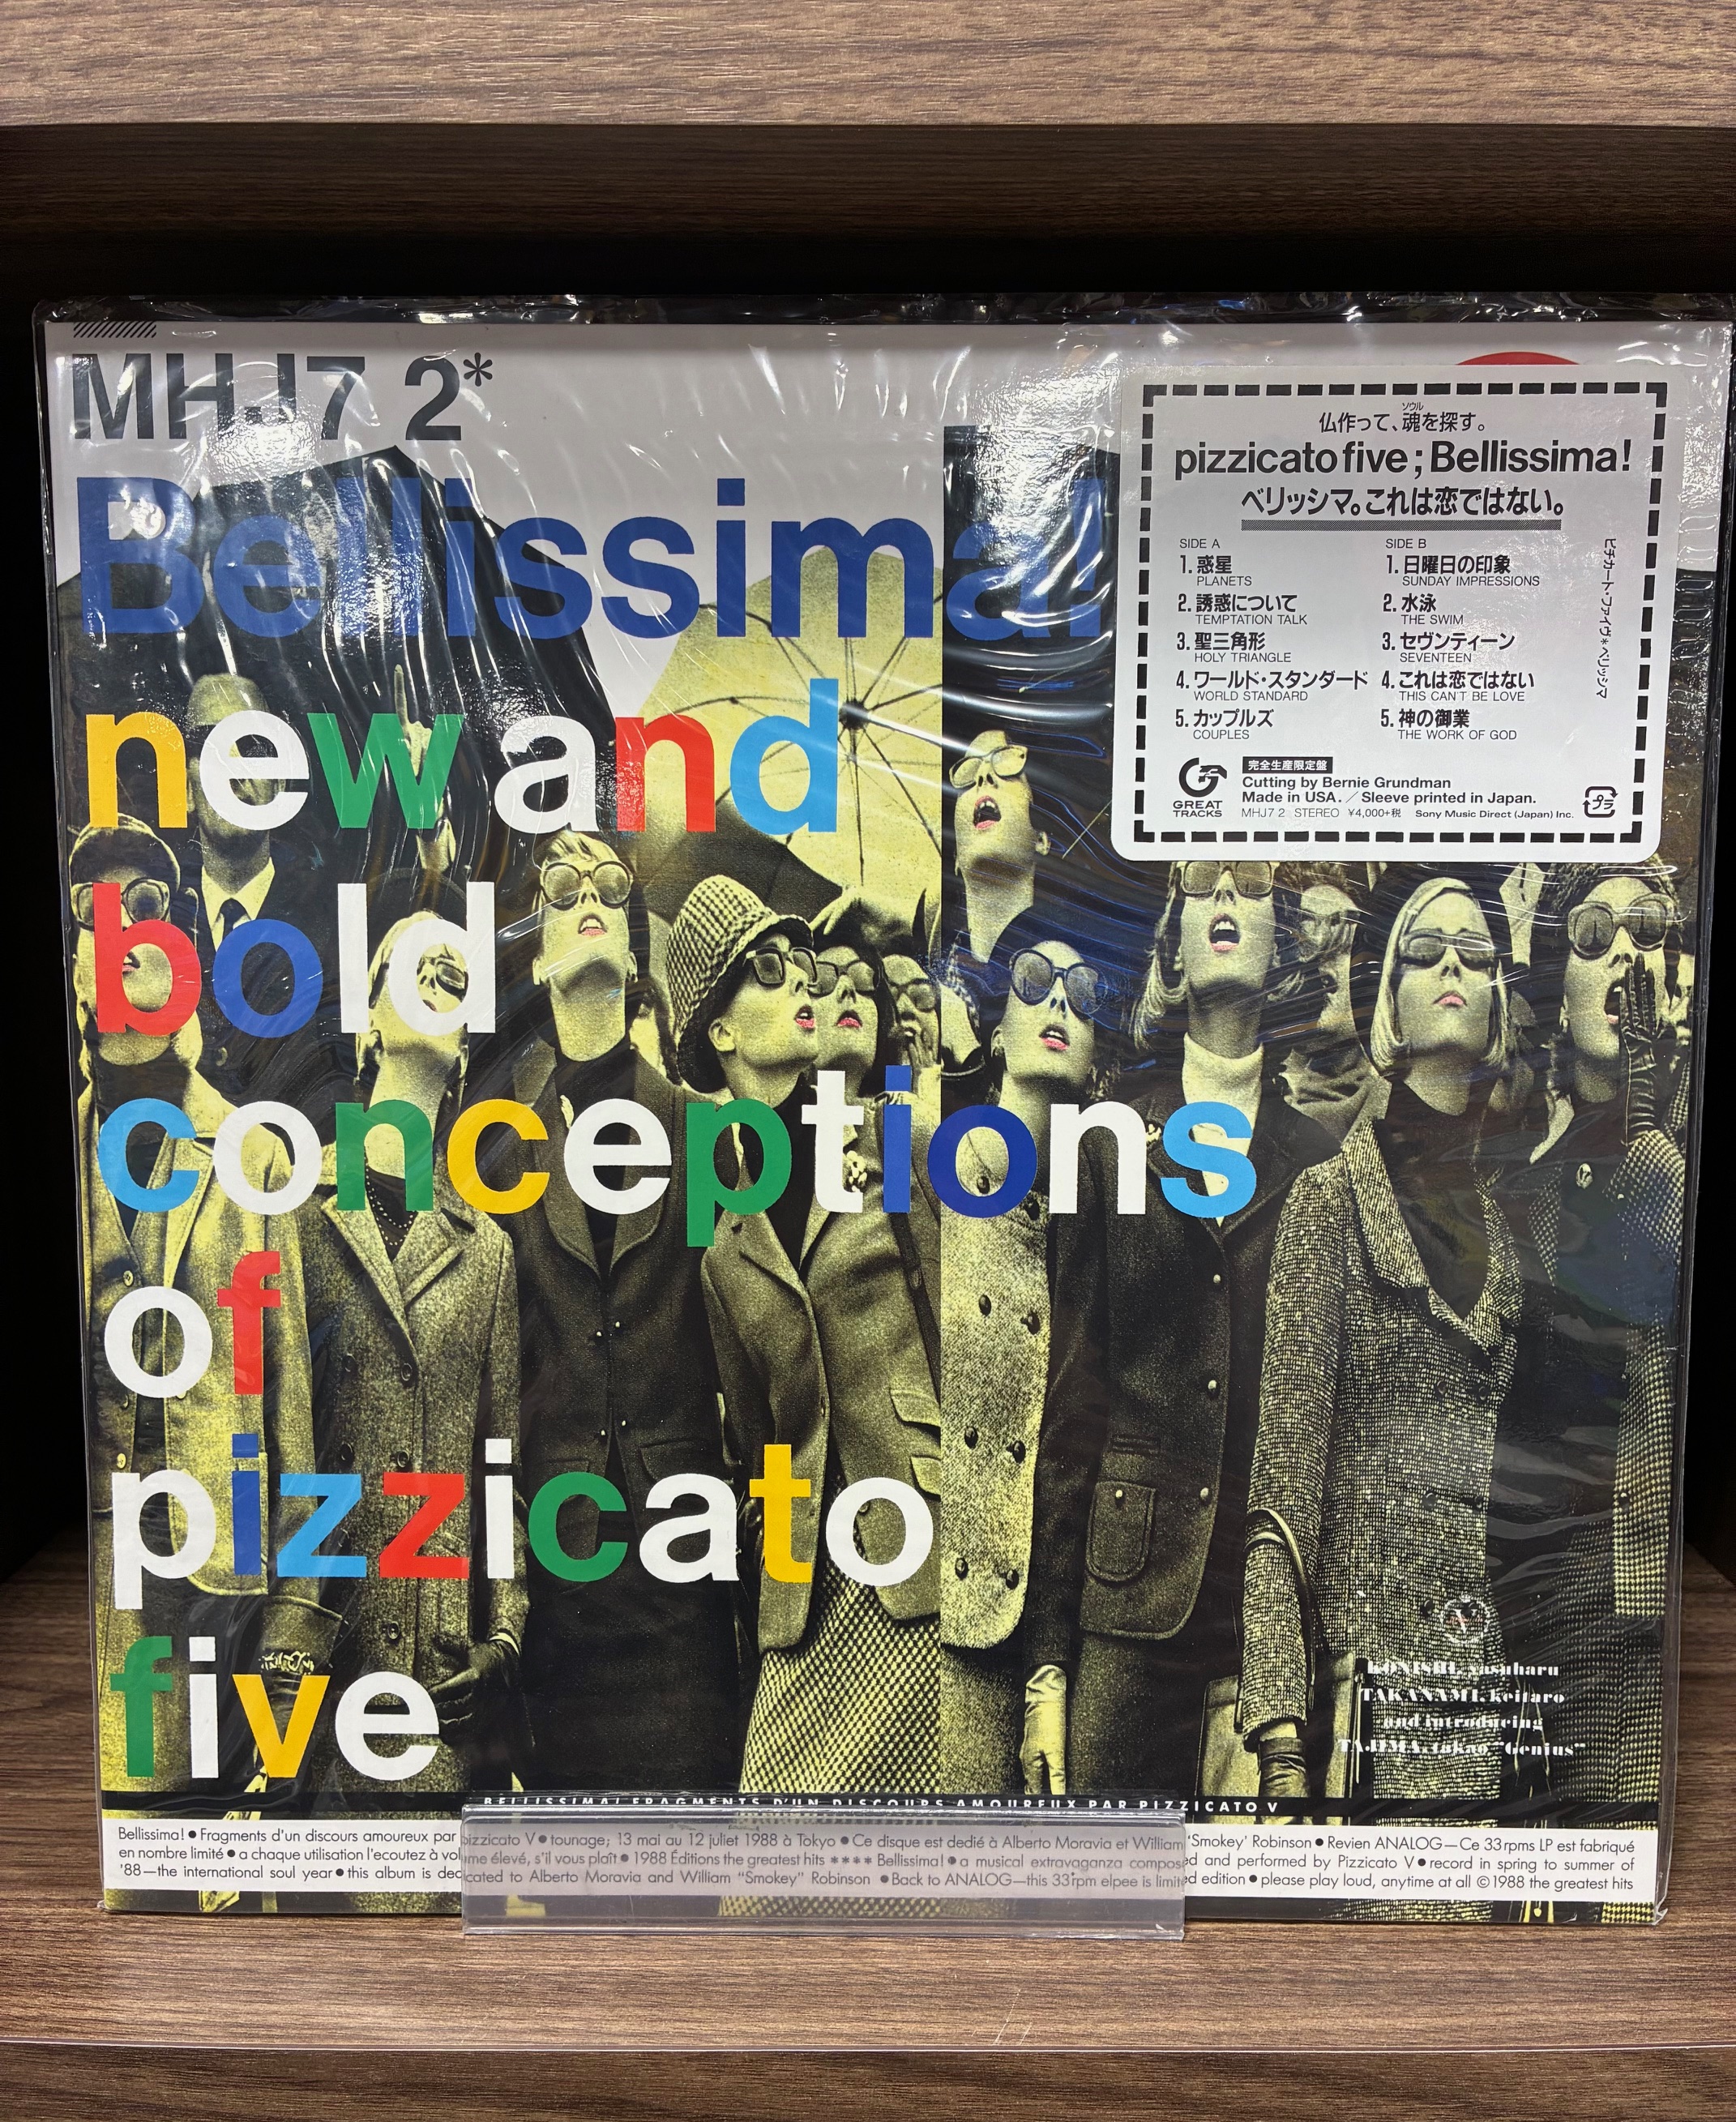 MHJ7 2*
Bellissima!
new and
bold
conceptions
of
pizzicato
five
ソウル
仏作って、魂を探す。
pizzicato five ; Bellissima!
ベリッシマ。これは恋ではない。
SIDE A
1. 惑星
PLANETS
2. 誘惑について
TEMPTATION TALK
3. 聖三角形
HOLY TRIANGLE
4. ワールド・スタンダード
WORLD STANDARD
5. カップルズ
COUPLES
SIDE B
1. 日曜日の印象
SUNDAY IMPRESSIONS
2. 水泳
THE SWIM
3. セヴンティーン
SEVENTEEN
4. これは恋ではない
THIS CAN'T BE LOVE
5. 神の御業
THE WORK OF GOD
ピチカート・ファイヴ*ベリッシマ
GREAT
TRACKS
完全生産限定盤
Cutting by Bernie Grundman
Made in USA. / Sleeve printed in Japan.
MHJ7 2 STEREO ¥4,000+税 Sony Music Direct (Japan) Inc.
プラ
V
KONISHI, yasuharu
TAKANAMI, keitaro
and introducing
TAJIMA, takao "Genius"
BELLISSIMA! FRAGMENTS D'UN DISCOURS AMOUREUX PAR PIZZICATO V
Bellissima! ● Fragments d'un discours amoureux par pizzicato V ● tounage; 13 mai au 12 juliet 1988 à Tokyo ● Ce disque est dedié à Alberto Moravia et William 'Smokey' Robinson ● Revien ANALOG—Ce 33 rpms LP est fabriqué
en nombre limité ● a chaque utilisation l'ecoutez à volume élevé, s'il vous plaît ● 1988 Éditions the greatest hits **** Bellissima! ● a musical extravaganza composed and performed by Pizzicato V ● record in spring to summer of
'88—the international soul year ● this album is dedicated to Alberto Moravia and William "Smokey" Robinson ● Back to ANALOG—this 33 rpm elpee is limited edition ● please play loud, anytime at all ©1988 the greatest hits